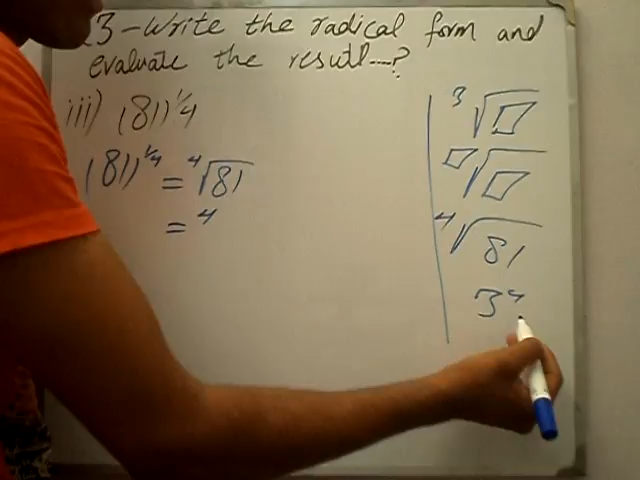 3-Write the radical form and
evaluate the result---?
iii) (81)^1/4
(81)^1/4 = ⁴√81
= ⁴
³√▱
▱√▱
⁴√81
3⁴